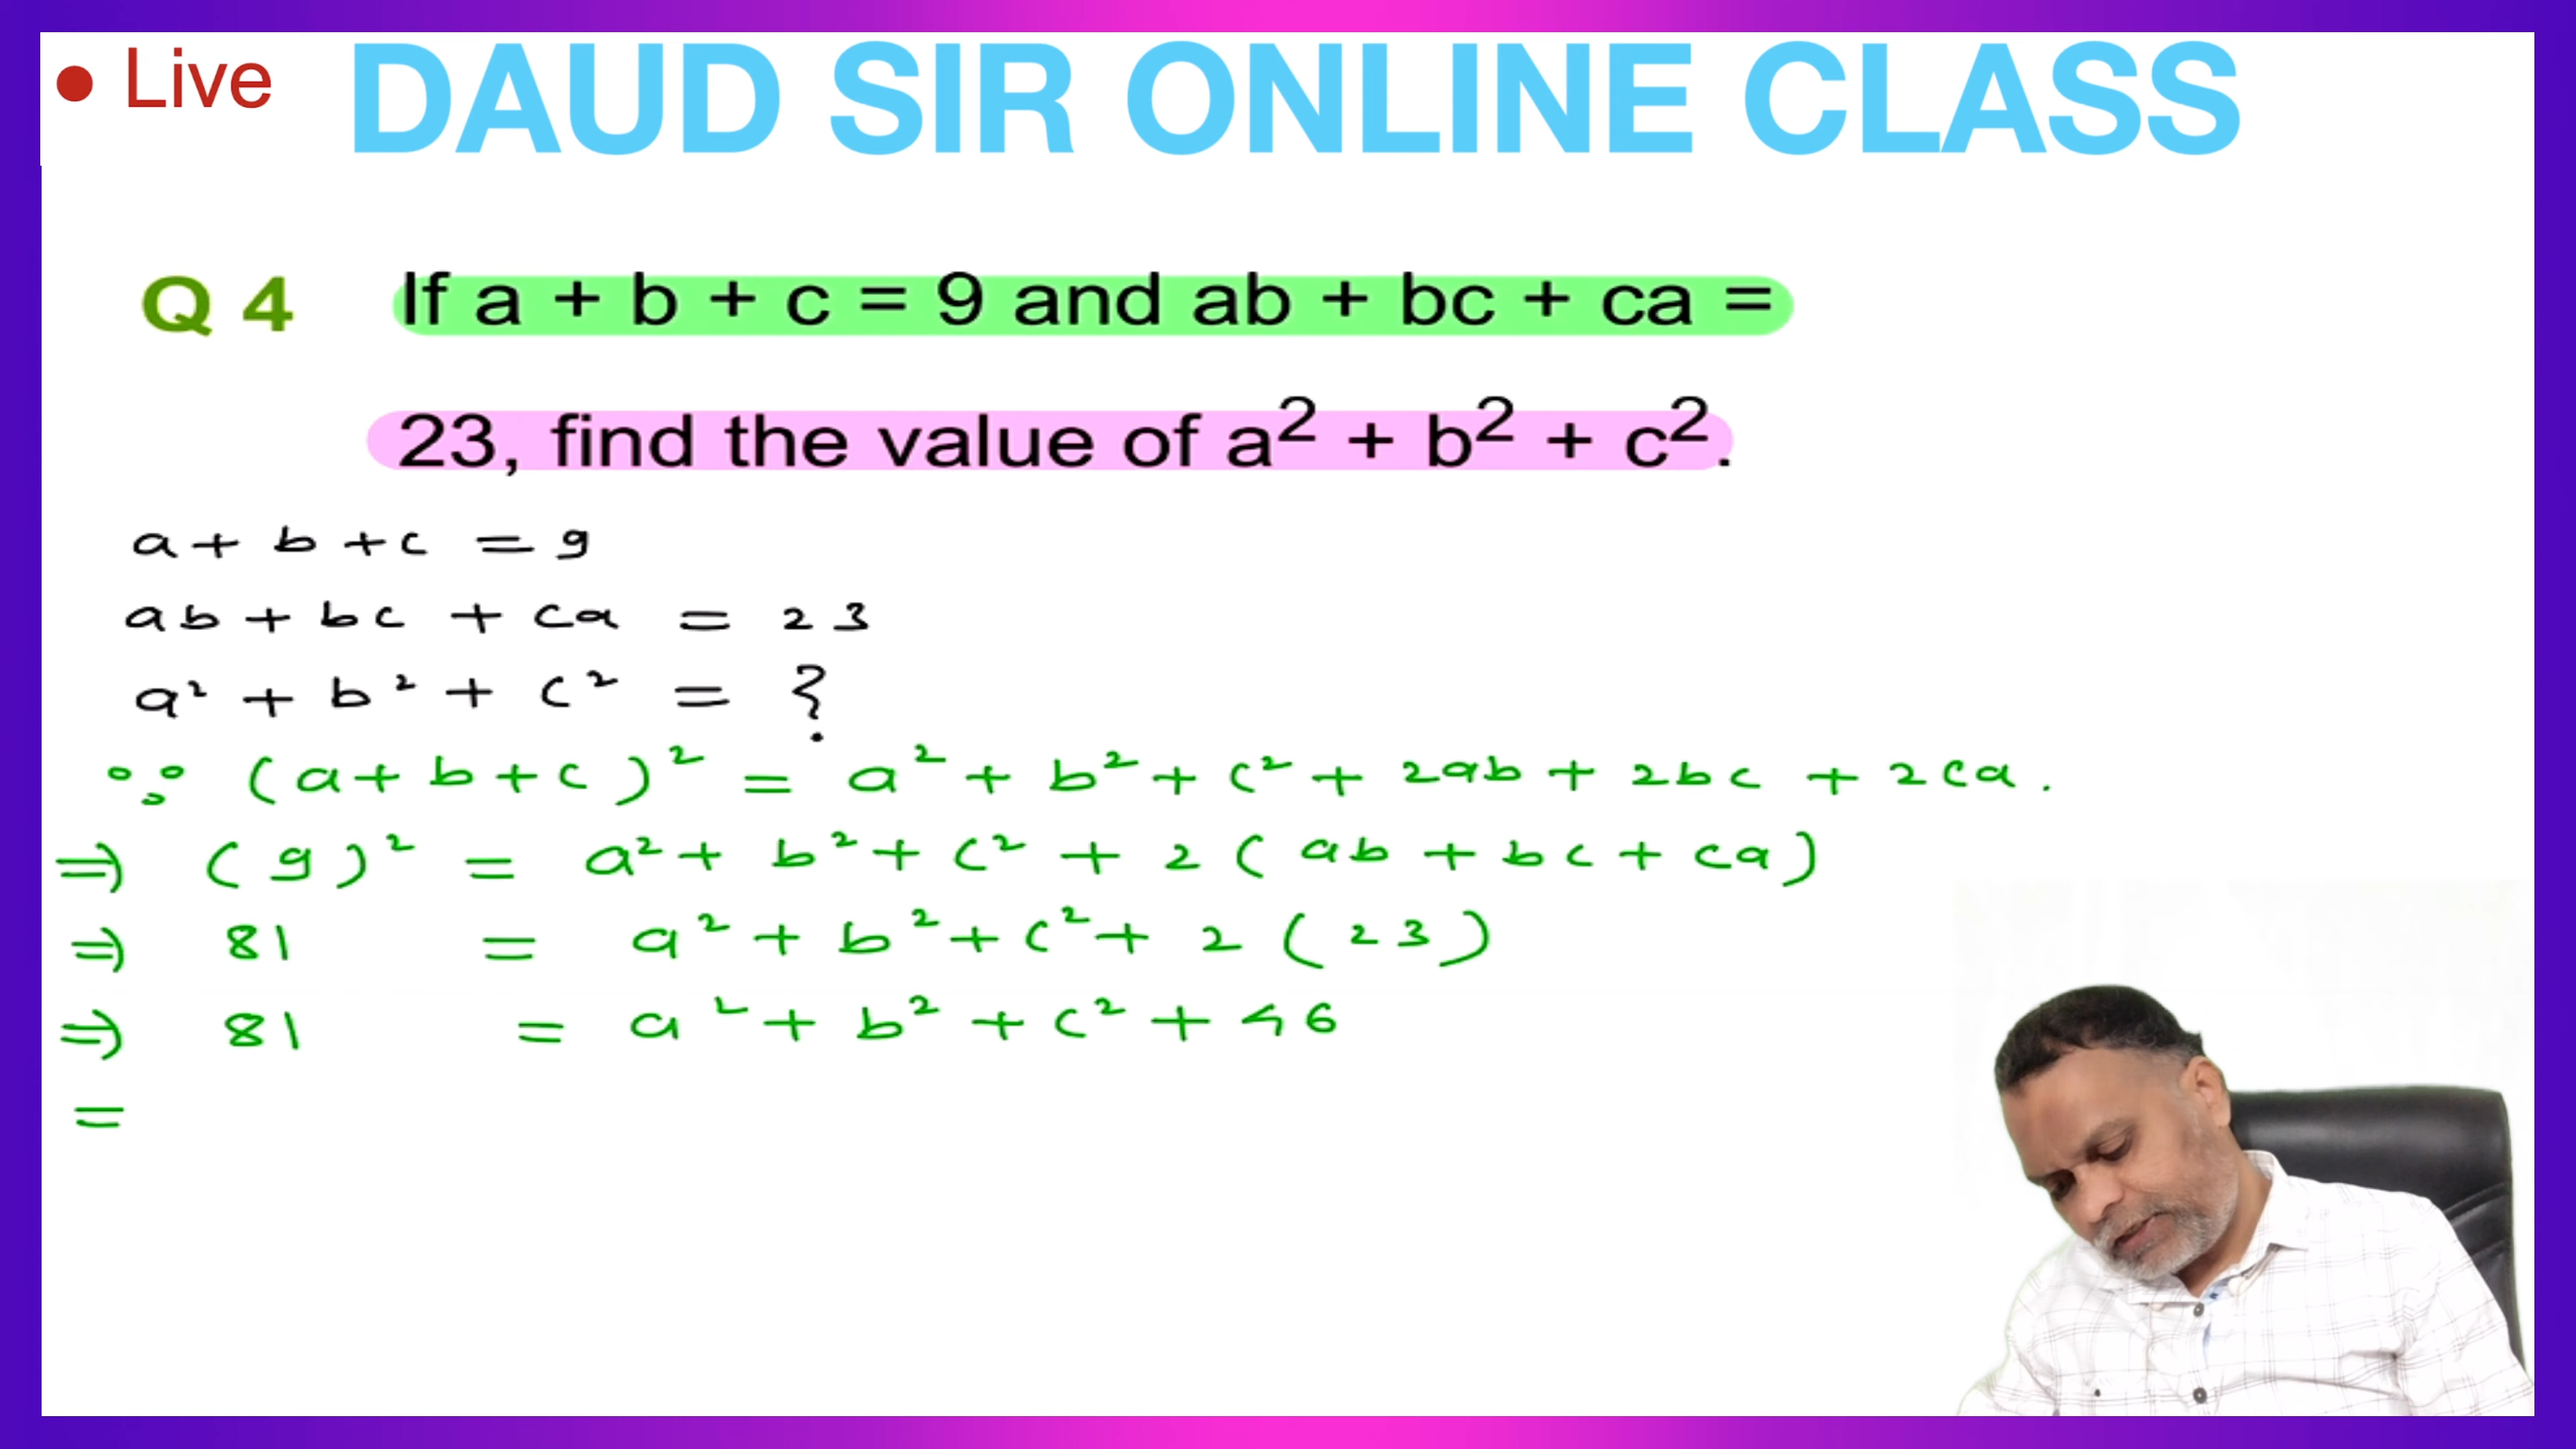 • Live DAUD SIR ONLINE CLASS
Q 4 If a + b + c = 9 and ab + bc + ca =
23, find the value of a² + b² + c².
a + b + c = 9
ab + bc + ca = 23
a² + b² + c² = ?
∵ (a + b + c)² = a² + b² + c² + 2ab + 2bc + 2ca.
⇒ (9)² = a² + b² + c² + 2(ab + bc + ca)
⇒ 81 = a² + b² + c² + 2(23)
⇒ 81 = a² + b² + c² + 46
=